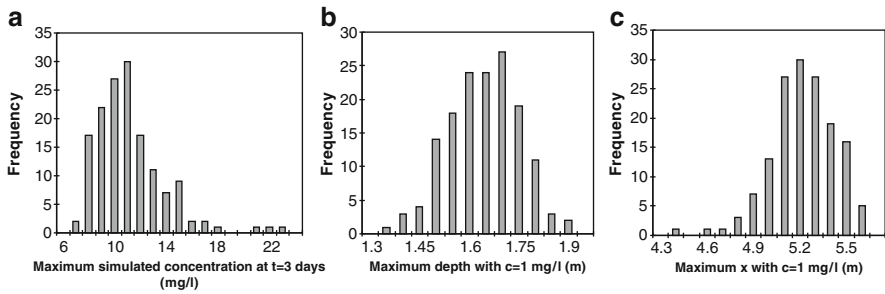 a
35
30
25
20
15
10
5
0
Frequency
6 10 14 18 22
Maximum simulated concentration at t=3 days
(mg/l)
b
30
25
20
15
10
5
0
Frequency
1.3 1.45 1.6 1.75 1.9
Maximum depth with c=1 mg/l (m)
c
35
30
25
20
15
10
5
0
Frequency
4.3 4.6 4.9 5.2 5.5
Maximum x with c=1 mg/l (m)